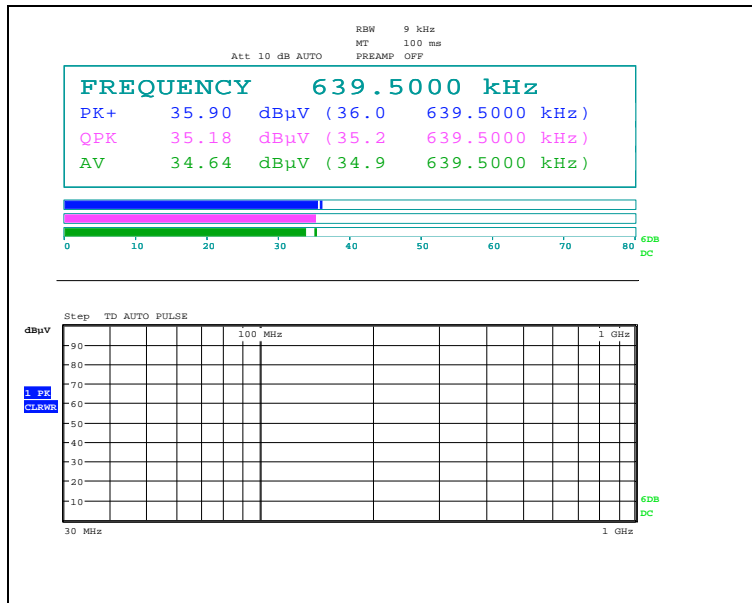 RBW 9 kHz
MT 100 ms
Att 10 dB AUTO PREAMP OFF
FREQUENCY 639.5000 kHz
PK+ 35.90 dBµV (36.0 639.5000 kHz)
QPK 35.18 dBµV (35.2 639.5000 kHz)
AV 34.64 dBµV (34.9 639.5000 kHz)
0 10 20 30 40 50 60 70 80
6DB
DC
Step TD AUTO PULSE
dBµV
100 MHz 1 GHz
90
80
70
1 PK
CLRWR
60
50
40
30
20
10
6DB
DC
30 MHz 1 GHz